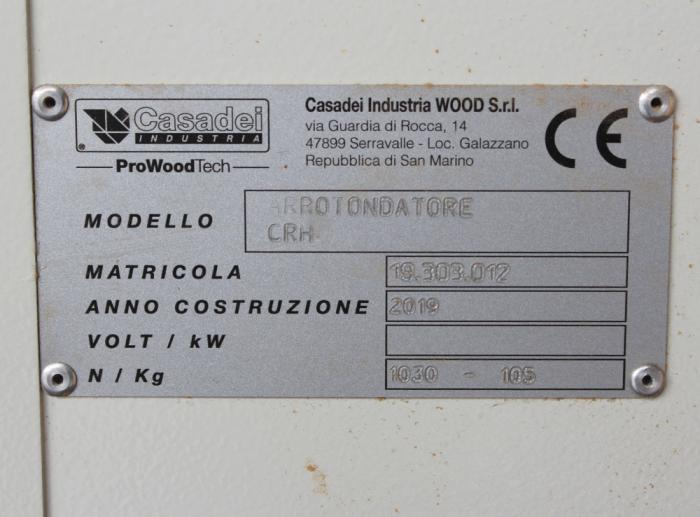 Casadei
INDUSTRIA
®
ProWoodTech
Casadei Industria WOOD S.r.l.
via Guardia di Rocca, 14
47899 Serravalle - Loc. Galazzano
Repubblica di San Marino
CE
MODELLO ARROTONDATORE
CRH
MATRICOLA 19.303.012
ANNO COSTRUZIONE 2019
VOLT / kW
N / Kg 1030 - 105